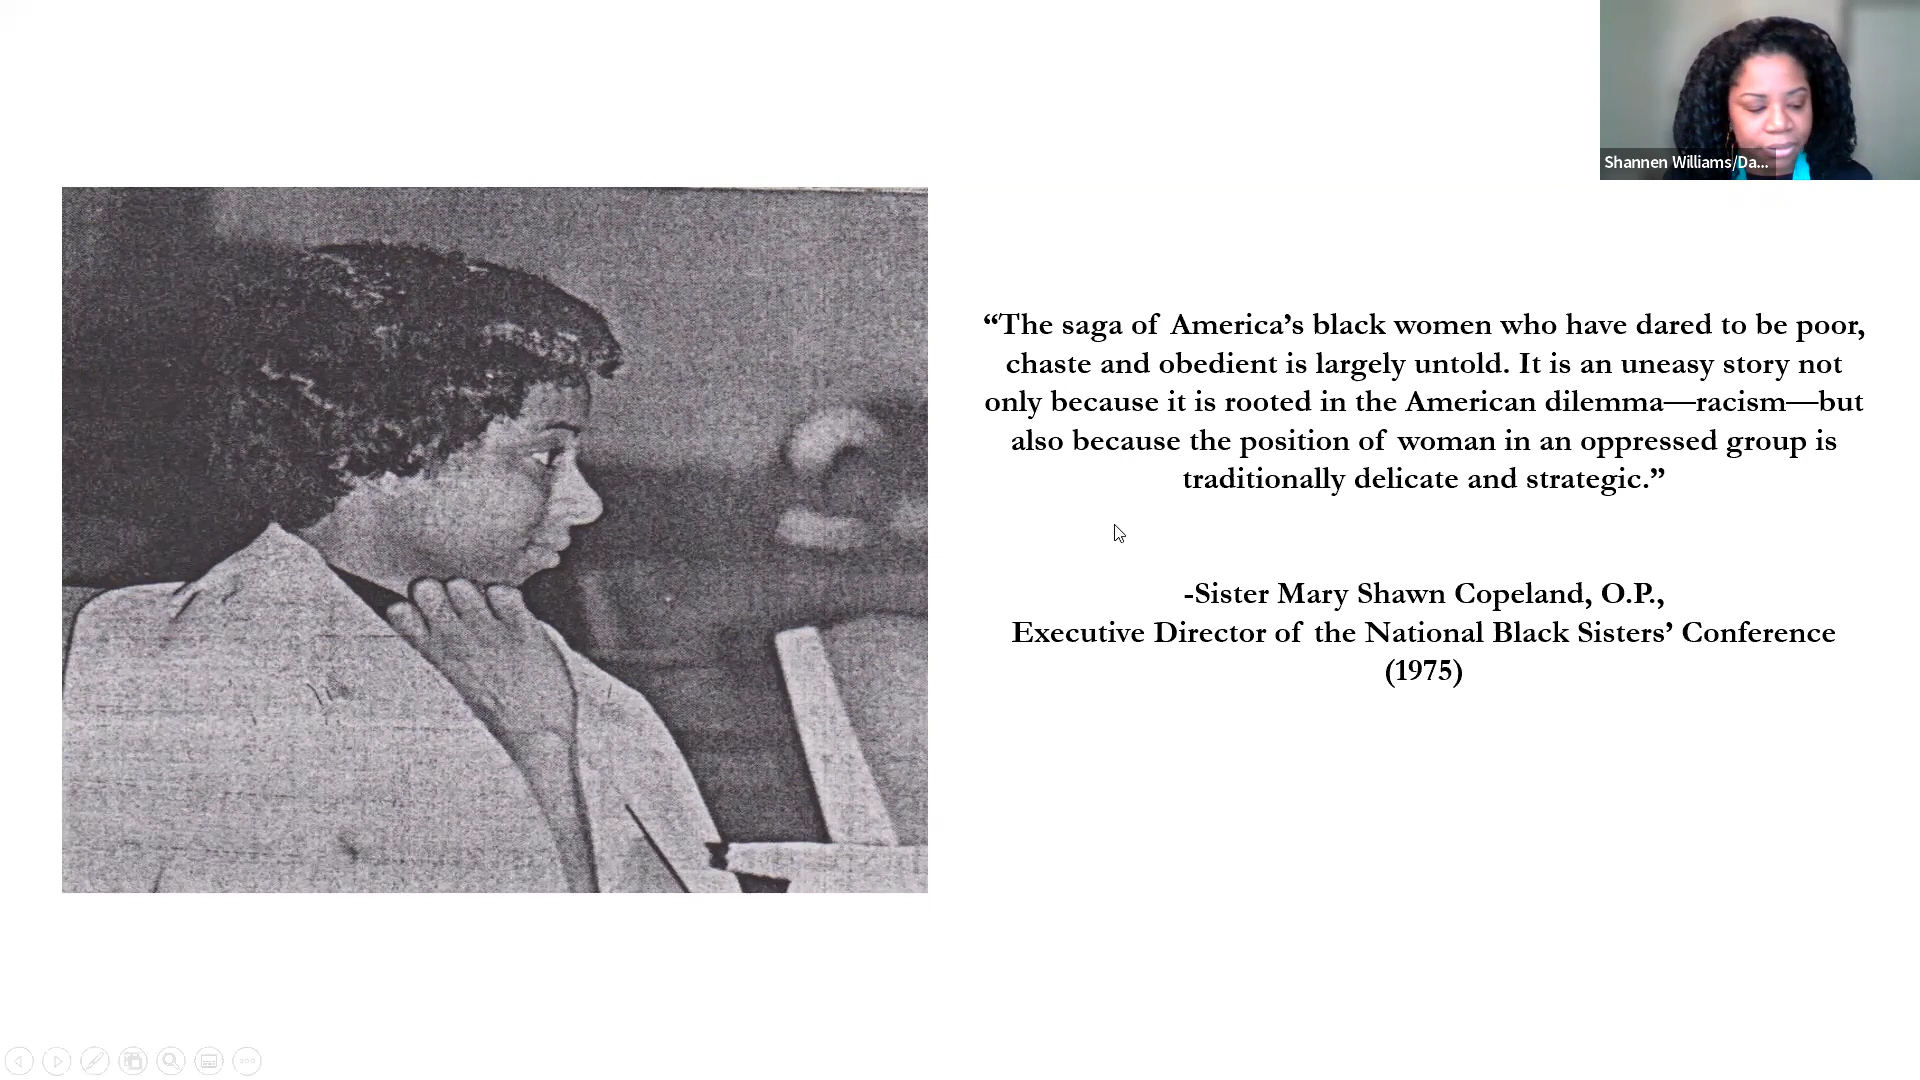 Shannen Williams/Da...
“The saga of America’s black women who have dared to be poor,
chaste and obedient is largely untold. It is an uneasy story not
only because it is rooted in the American dilemma—racism—but
also because the position of woman in an oppressed group is
traditionally delicate and strategic.”
-Sister Mary Shawn Copeland, O.P.,
Executive Director of the National Black Sisters’ Conference
(1975)